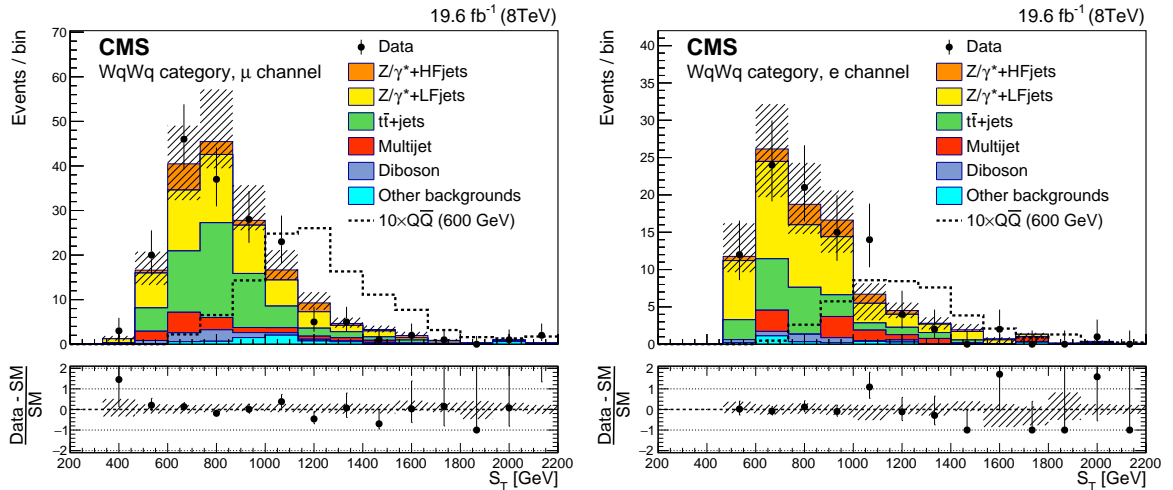 19.6 fb⁻¹ (8TeV)
Events / bin
CMS
WqWq category, μ channel
Data
Z/γ*+HFjets
Z/γ*+LFjets
tt̄+jets
Multijet
Diboson
Other backgrounds
10×QQ̄ (600 GeV)
70
60
50
40
30
20
10
0
Data - SM
SM
2
1
0
−1
−2
200 400 600 800 1000 1200 1400 1600 1800 2000 2200
S_T [GeV]
19.6 fb⁻¹ (8TeV)
Events / bin
CMS
WqWq category, e channel
Data
Z/γ*+HFjets
Z/γ*+LFjets
tt̄+jets
Multijet
Diboson
Other backgrounds
10×QQ̄ (600 GeV)
40
35
30
25
20
15
10
5
0
Data - SM
SM
2
1
0
−1
−2
200 400 600 800 1000 1200 1400 1600 1800 2000 2200
S_T [GeV]